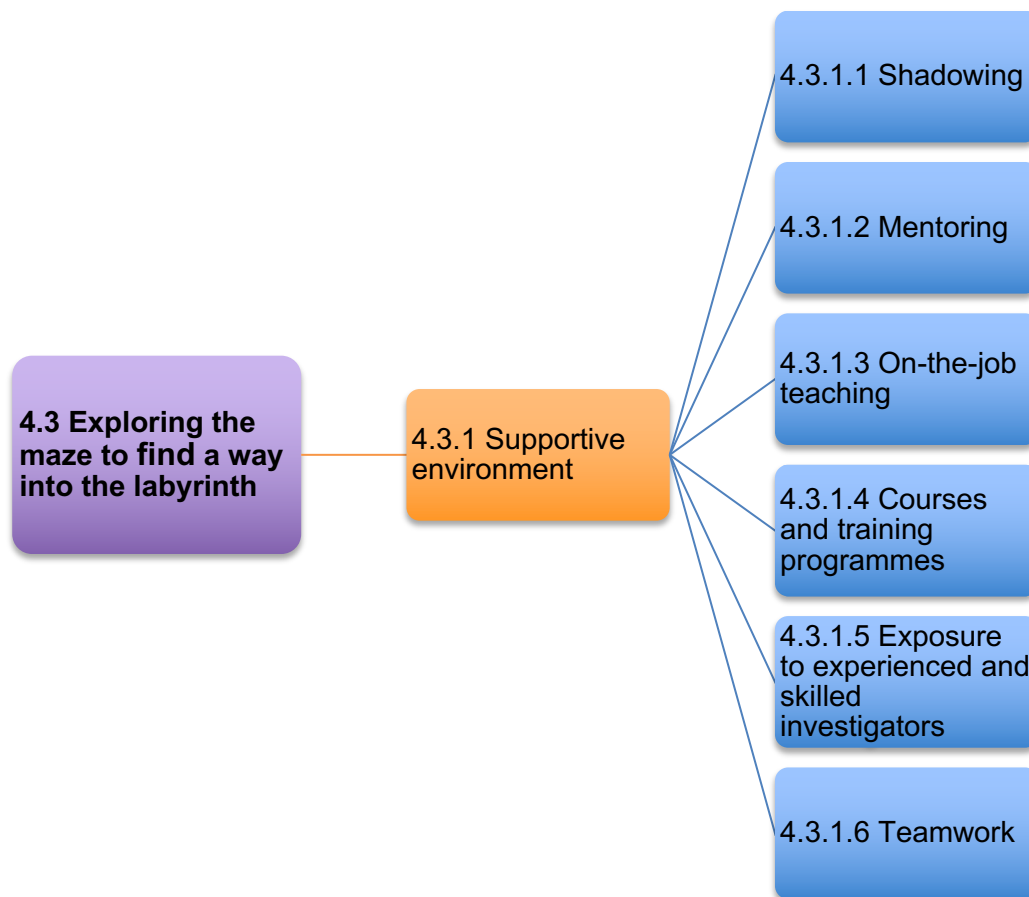 4.3 Exploring the
maze to find a way
into the labyrinth
4.3.1 Supportive
environment
4.3.1.1 Shadowing
4.3.1.2 Mentoring
4.3.1.3 On-the-job
teaching
4.3.1.4 Courses
and training
programmes
4.3.1.5 Exposure
to experienced and
skilled
investigators
4.3.1.6 Teamwork